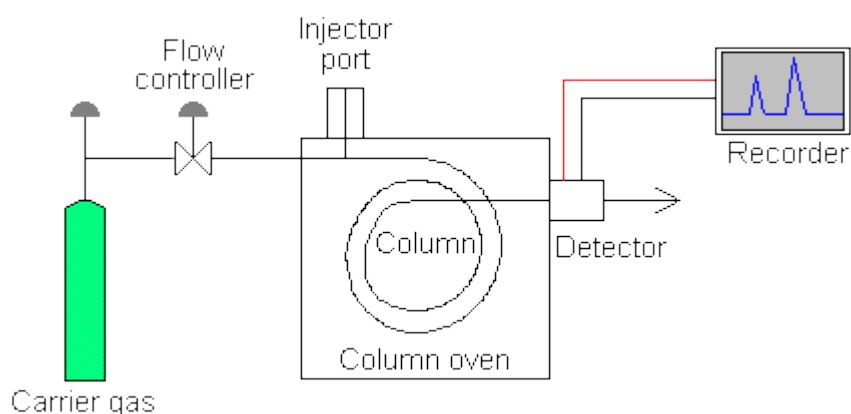 Injector
port
Flow
controller
Recorder
Column
Detector
Column oven
Carrier gas